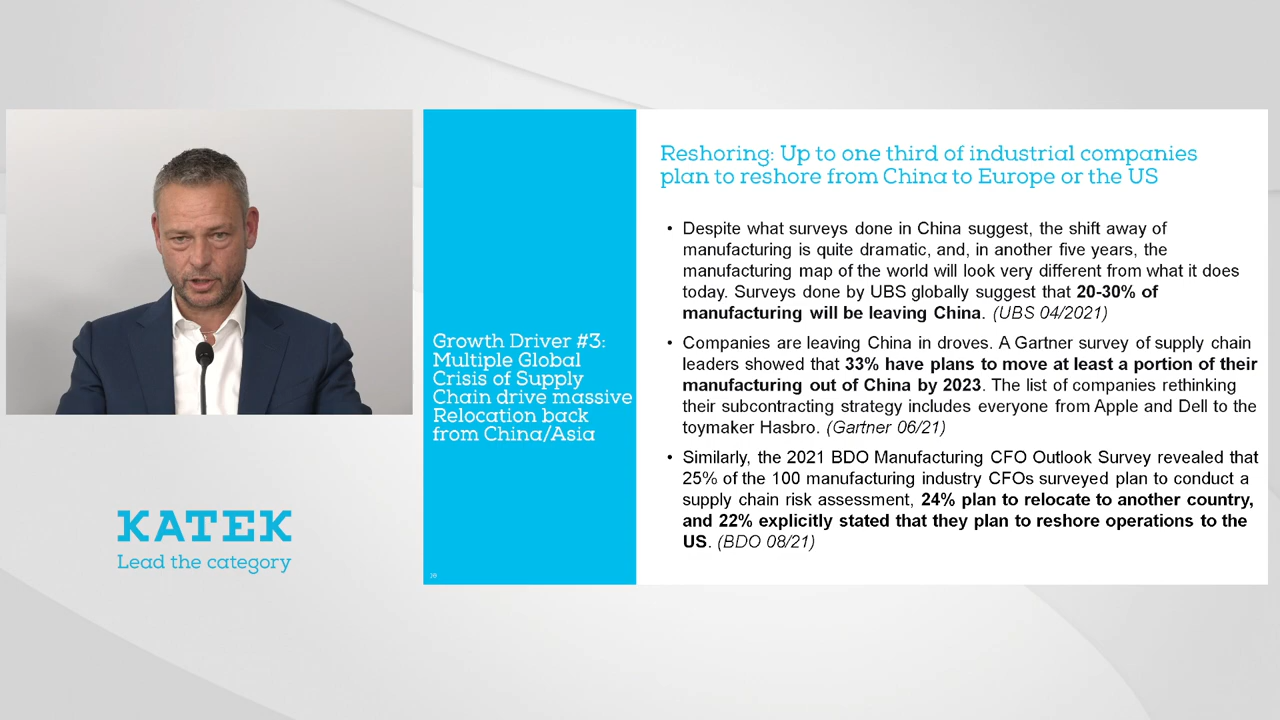 KATEK
Lead the category
Growth Driver #3:
Multiple Global
Crisis of Supply
Chain drive massive
Relocation back
from China/Asia
Reshoring: Up to one third of industrial companies
plan to reshore from China to Europe or the US
• Despite what surveys done in China suggest, the shift away of
manufacturing is quite dramatic, and, in another five years, the
manufacturing map of the world will look very different from what it does
today. Surveys done by UBS globally suggest that 20-30% of
manufacturing will be leaving China. (UBS 04/2021)
• Companies are leaving China in droves. A Gartner survey of supply chain
leaders showed that 33% have plans to move at least a portion of their
manufacturing out of China by 2023. The list of companies rethinking
their subcontracting strategy includes everyone from Apple and Dell to the
toymaker Hasbro. (Gartner 06/21)
• Similarly, the 2021 BDO Manufacturing CFO Outlook Survey revealed that
25% of the 100 manufacturing industry CFOs surveyed plan to conduct a
supply chain risk assessment, 24% plan to relocate to another country,
and 22% explicitly stated that they plan to reshore operations to the
US. (BDO 08/21)